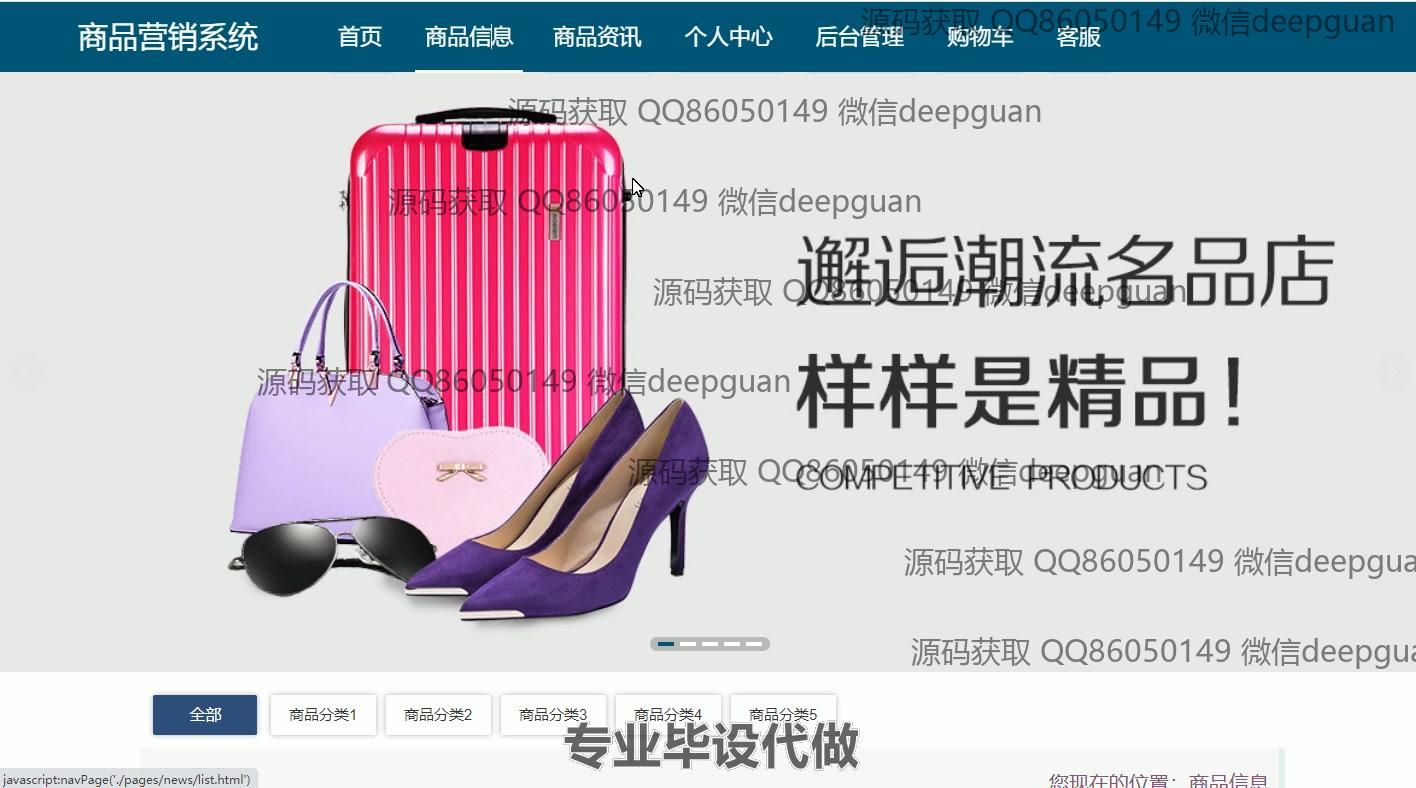 商品营销系统 首页 商品信息 商品资讯 个人中心 后台管理 购物车 客服
源码获取 QQ86050149 微信deepguan
源码获取 QQ86050149 微信deepguan
源码获取 QQ86050149 微信deepguan
邂逅潮流名品店
源码获取 QQ86050149 微信deepguan
样样是精品!
源码获取 QQ86050149 微信deepguan
源码获取 QQ86050149 微信deepguan
COMPETITIVE PRODUCTS
源码获取 QQ86050149 微信deepgua
源码获取 QQ86050149 微信deepgua
全部 商品分类1 商品分类2 商品分类3 商品分类4 商品分类5
专业毕设代做
javascript:navPage('./pages/news/list.html')
您现在的位置：商品信息